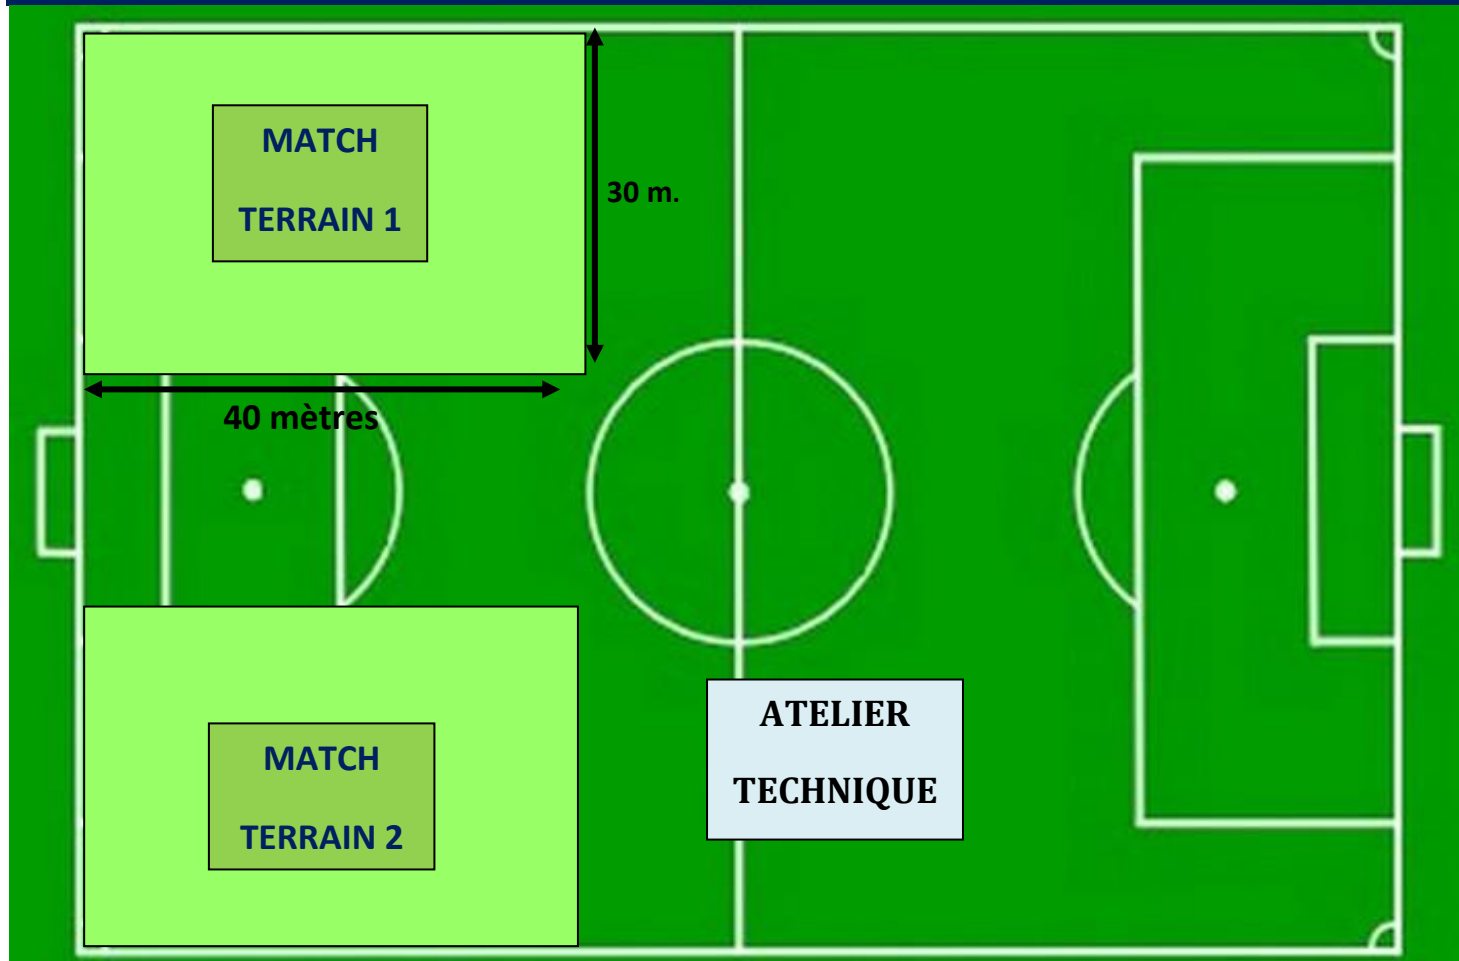 MATCH
TERRAIN 1
30 m.
40 mètres
MATCH
TERRAIN 2
ATELIER
TECHNIQUE